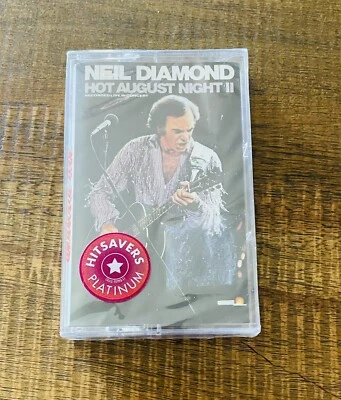 NEIL DIAMOND
HOT AUGUST NIGHT II
HITSAVERS
PLATINUM